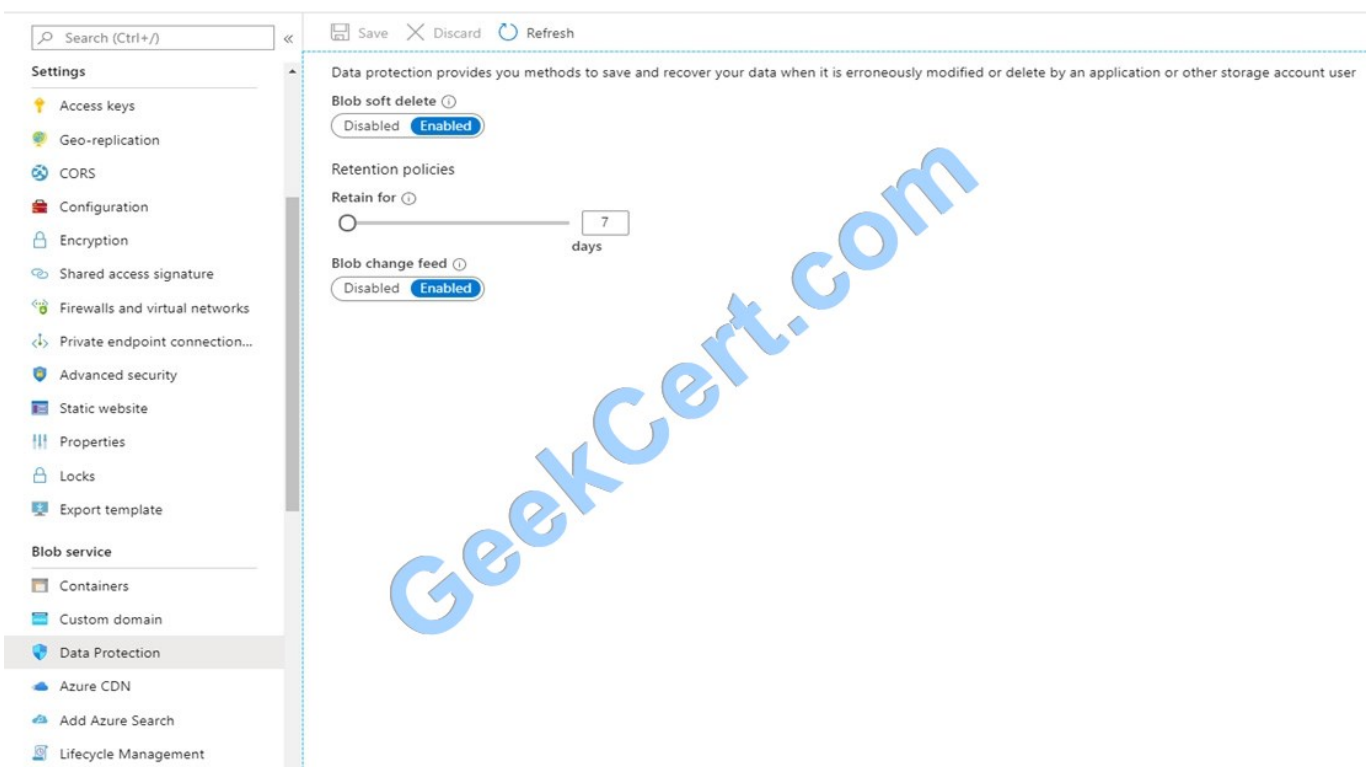 Search (Ctrl+/)
«
Save
Discard
Refresh
Settings
Access keys
Geo-replication
CORS
Configuration
Encryption
Shared access signature
Firewalls and virtual networks
Private endpoint connection...
Advanced security
Static website
Properties
Locks
Export template
Blob service
Containers
Custom domain
Data Protection
Azure CDN
Add Azure Search
Lifecycle Management
Data protection provides you methods to save and recover your data when it is erroneously modified or delete by an application or other storage account user
Blob soft delete
Disabled Enabled
Retention policies
Retain for
7
days
Blob change feed
Disabled Enabled
GeekCert.com